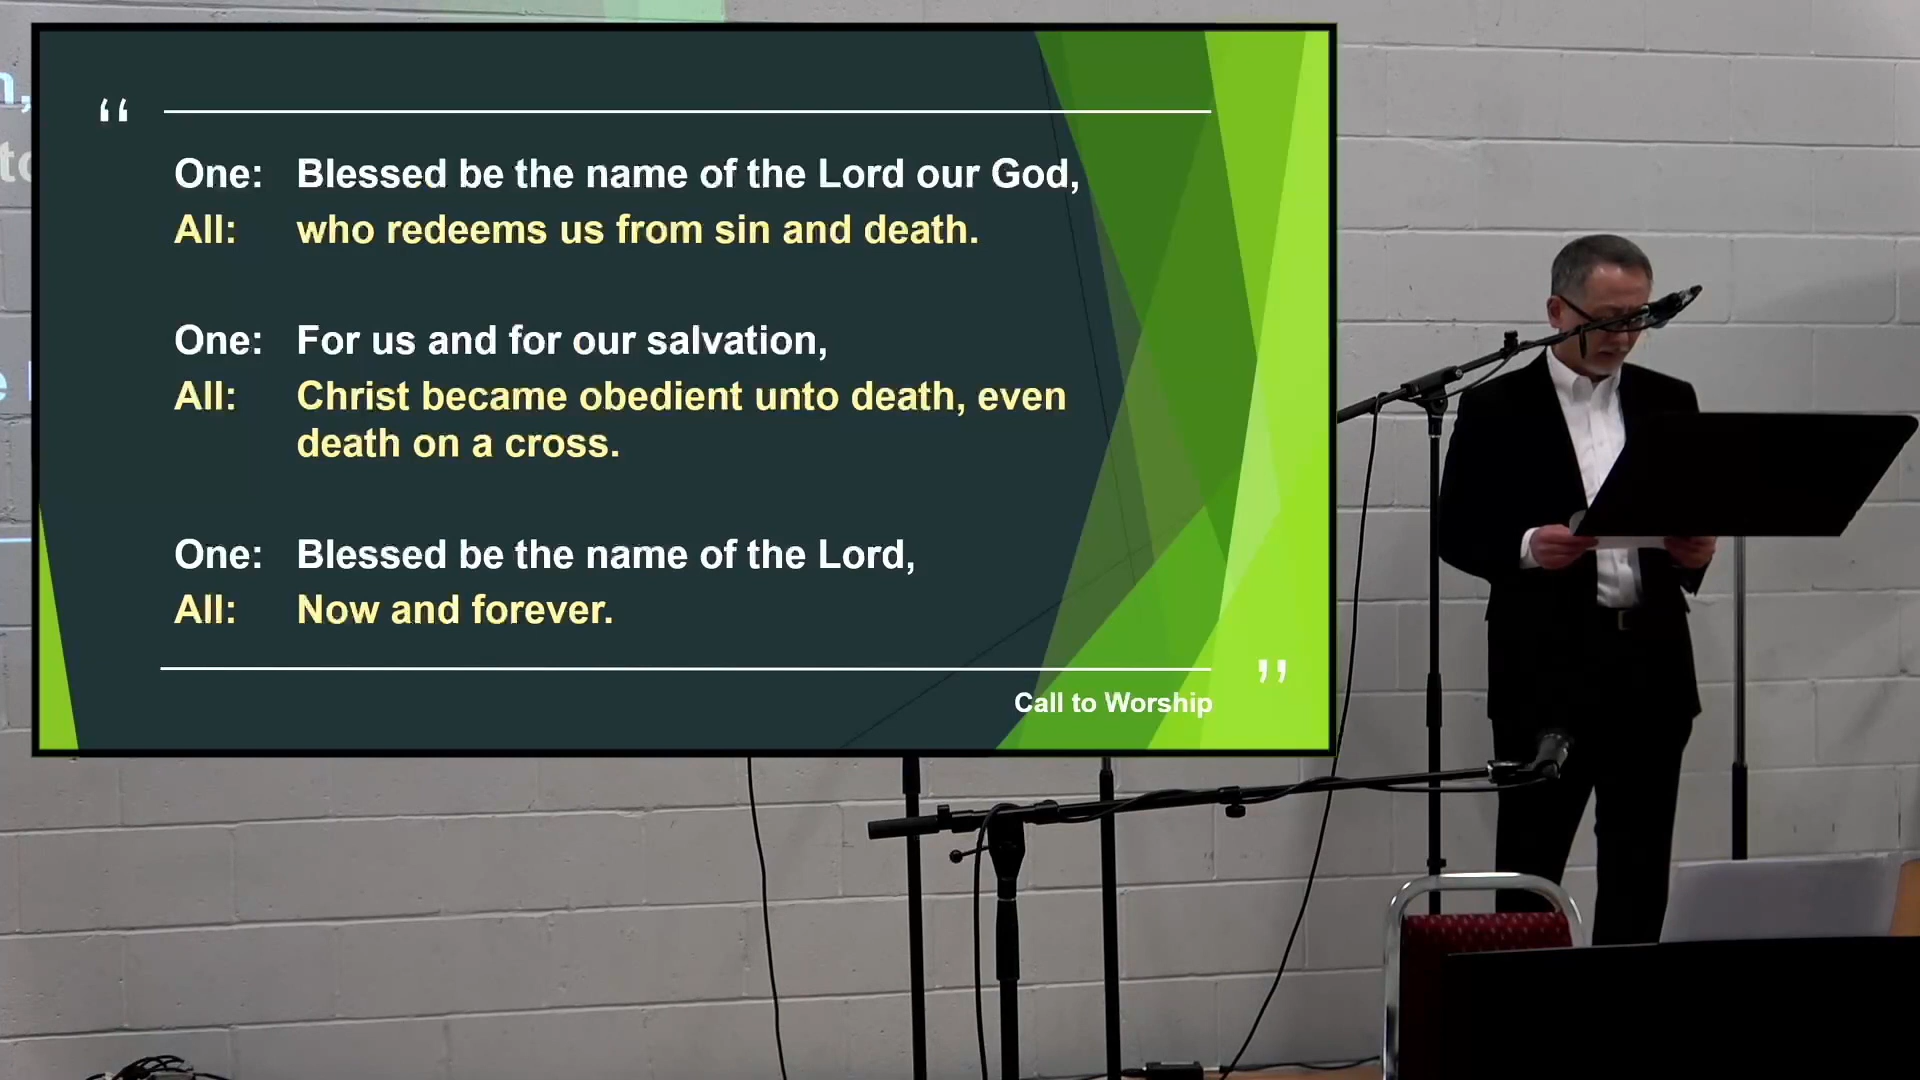 “
One: Blessed be the name of the Lord our God,
All: who redeems us from sin and death.
One: For us and for our salvation,
All: Christ became obedient unto death, even
death on a cross.
One: Blessed be the name of the Lord,
All: Now and forever.
”
Call to Worship